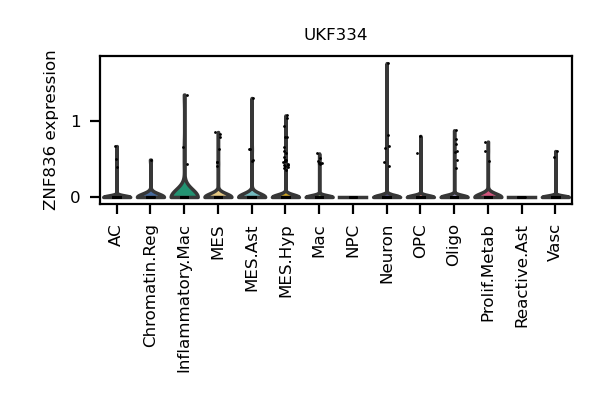 UKF334
ZNF836 expression
1
0
AC
Chromatin.Reg
Inflammatory.Mac
MES
MES.Ast
MES.Hyp
Mac
NPC
Neuron
OPC
Oligo
Prolif.Metab
Reactive.Ast
Vasc